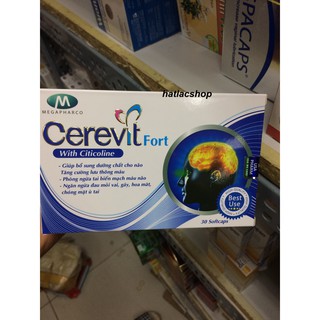 hatlacshop
PACAPS
M
MEGAPHARCO
Cerevit Fort
With Citicoline
- Giúp bổ sung dưỡng chất cho não
Tăng cường lưu thông máu
- Phòng ngừa tai biến mạch máu não
- Ngăn ngừa đau mỏi vai, gáy, hoa mắt,
chóng mặt ù tai
Best
Use
30 Softcaps